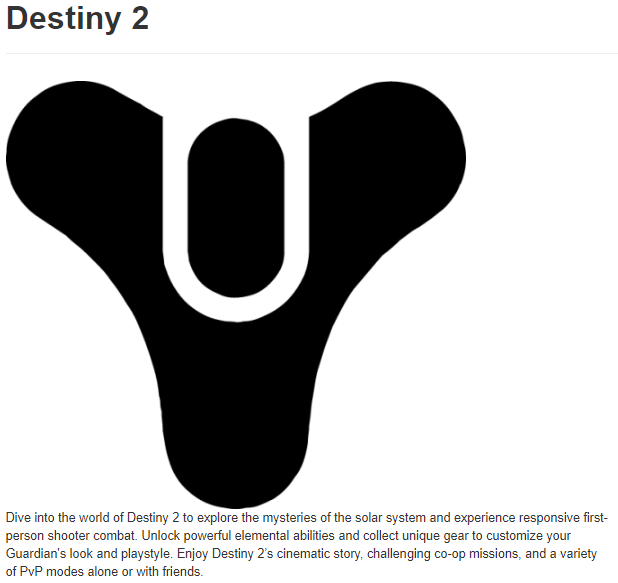 Destiny 2
Dive into the world of Destiny 2 to explore the mysteries of the solar system and experience responsive first-
person shooter combat. Unlock powerful elemental abilities and collect unique gear to customize your
Guardian's look and playstyle. Enjoy Destiny 2's cinematic story, challenging co-op missions, and a variety
of PvP modes alone or with friends.